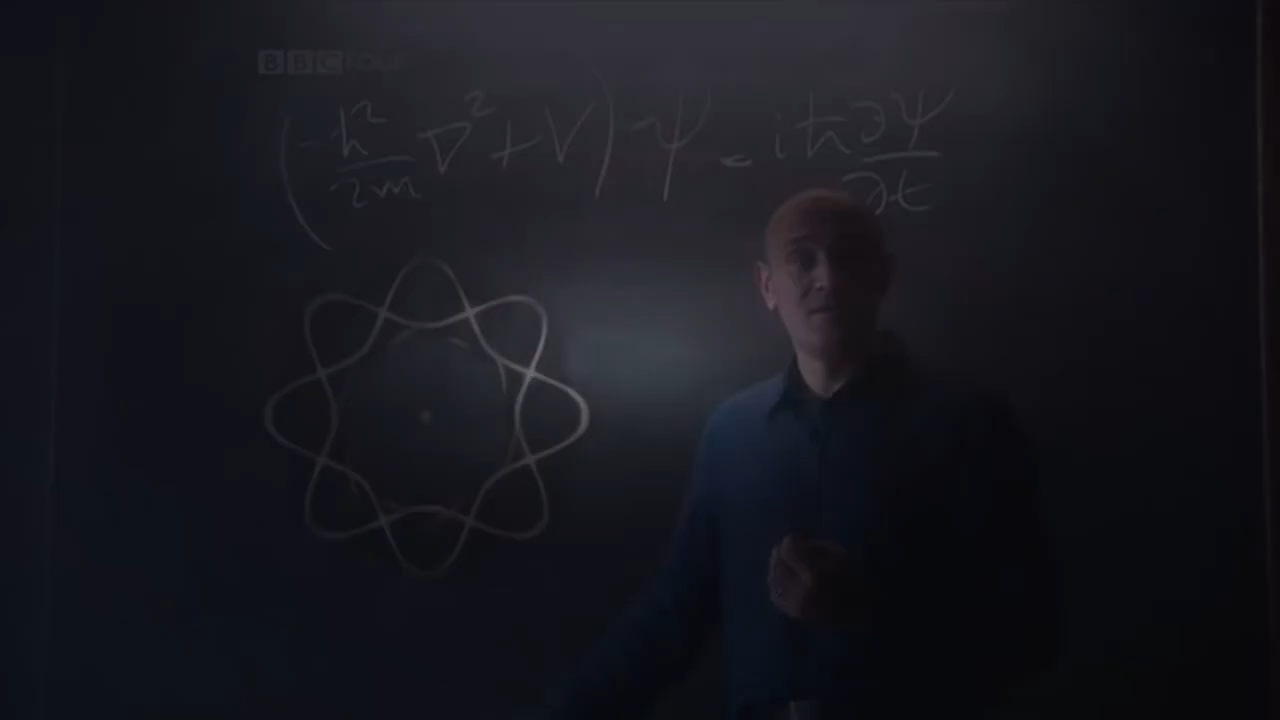 BBC FOUR
(-ħ²/2m ∇² + V) ψ = iħ ∂ψ/∂t